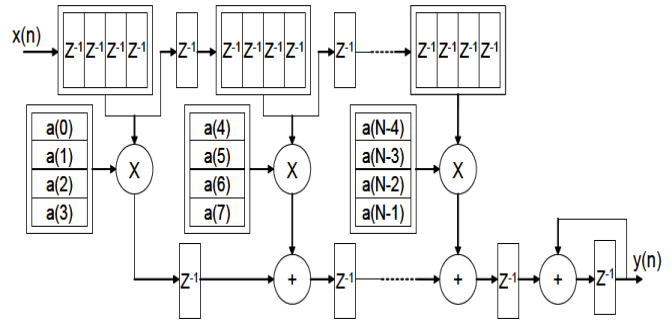 x(n)
Z-1 Z-1 Z-1 Z-1
Z-1
Z-1 Z-1 Z-1 Z-1
Z-1
Z-1 Z-1 Z-1 Z-1
a(0)
a(1)
a(2)
a(3)
X
a(4)
a(5)
a(6)
a(7)
X
a(N-4)
a(N-3)
a(N-2)
a(N-1)
X
Z-1
+
Z-1
+
Z-1
+
Z-1
y(n)